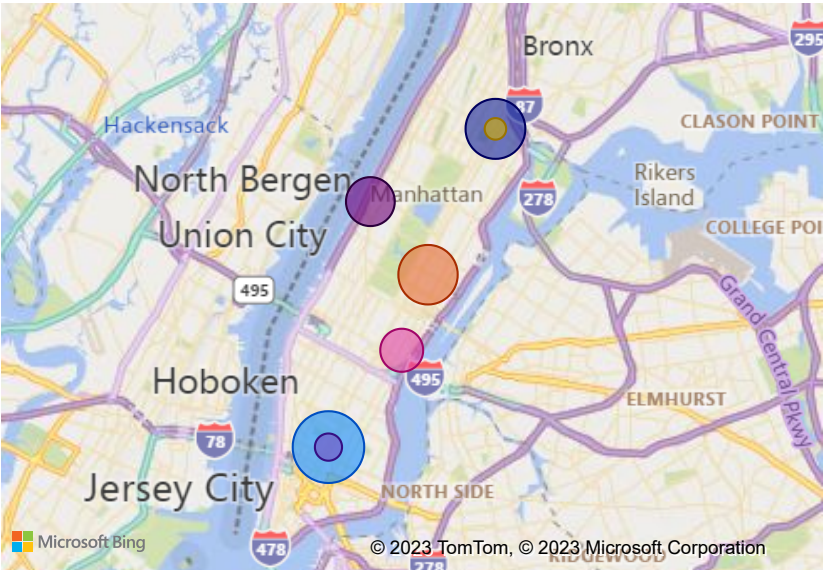 Bronx
295
87
Hackensack
CLASON POINT
North Bergen
Manhattan
Rikers
Island
278
Union City
COLLEGE POI
495
Grand Central Pkwy
Hoboken
495
ELMHURST
78
Jersey City
NORTH SIDE
Microsoft Bing
478
© 2023 TomTom, © 2023 Microsoft Corporation
RIDGEWOOD
278